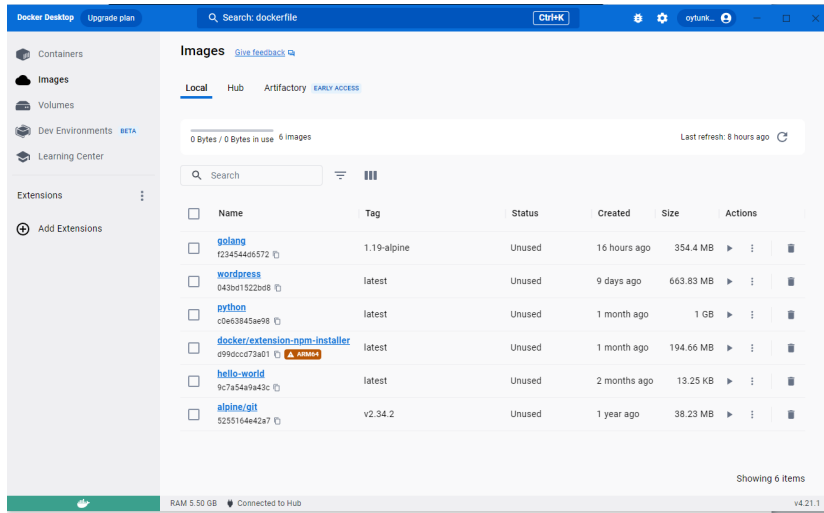 Docker Desktop Upgrade plan Search: dockerfile Ctrl+K oytunk...
Containers
Images
Volumes
Dev Environments BETA
Learning Center
Extensions
Add Extensions
Images Give feedback
Local Hub Artifactory EARLY ACCESS
0 Bytes / 0 Bytes in use 6 images Last refresh: 8 hours ago
Search
Name Tag Status Created Size Actions
golang
f234544d6572
1.19-alpine Unused 16 hours ago 354.4 MB
wordpress
043bd1522bd8
latest Unused 9 days ago 663.83 MB
python
c0e63845ae98
latest Unused 1 month ago 1 GB
docker/extension-npm-installer
d99dccd73a01 ARM64
latest Unused 1 month ago 194.66 MB
hello-world
9c7a54a9a43c
latest Unused 2 months ago 13.25 KB
alpine/git
5255164e42a7
v2.34.2 Unused 1 year ago 38.23 MB
Showing 6 items
RAM 5.50 GB Connected to Hub v4.21.1